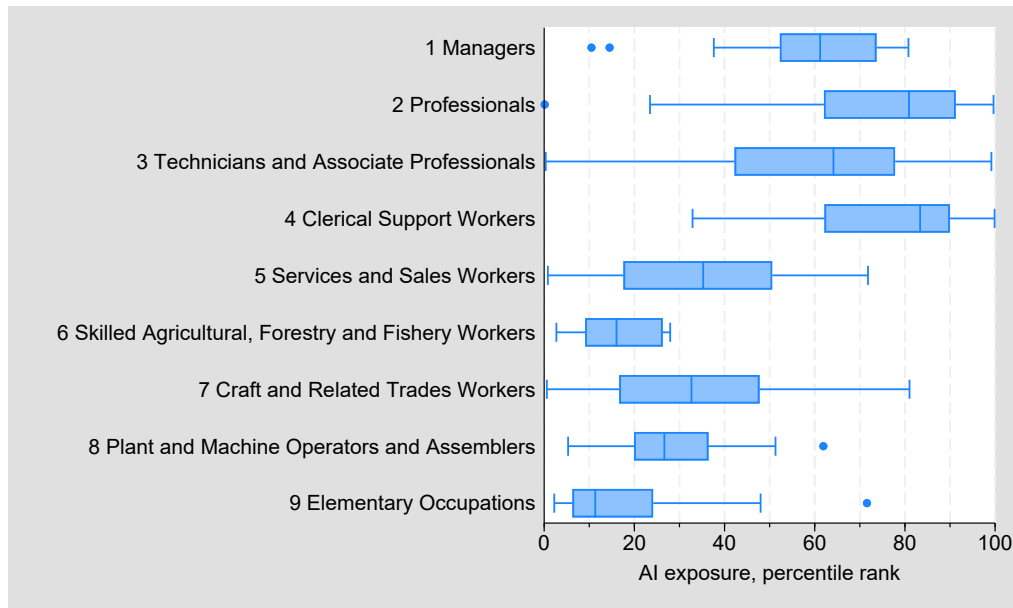 1 Managers
2 Professionals
3 Technicians and Associate Professionals
4 Clerical Support Workers
5 Services and Sales Workers
6 Skilled Agricultural, Forestry and Fishery Workers
7 Craft and Related Trades Workers
8 Plant and Machine Operators and Assemblers
9 Elementary Occupations
0 20 40 60 80 100
AI exposure, percentile rank